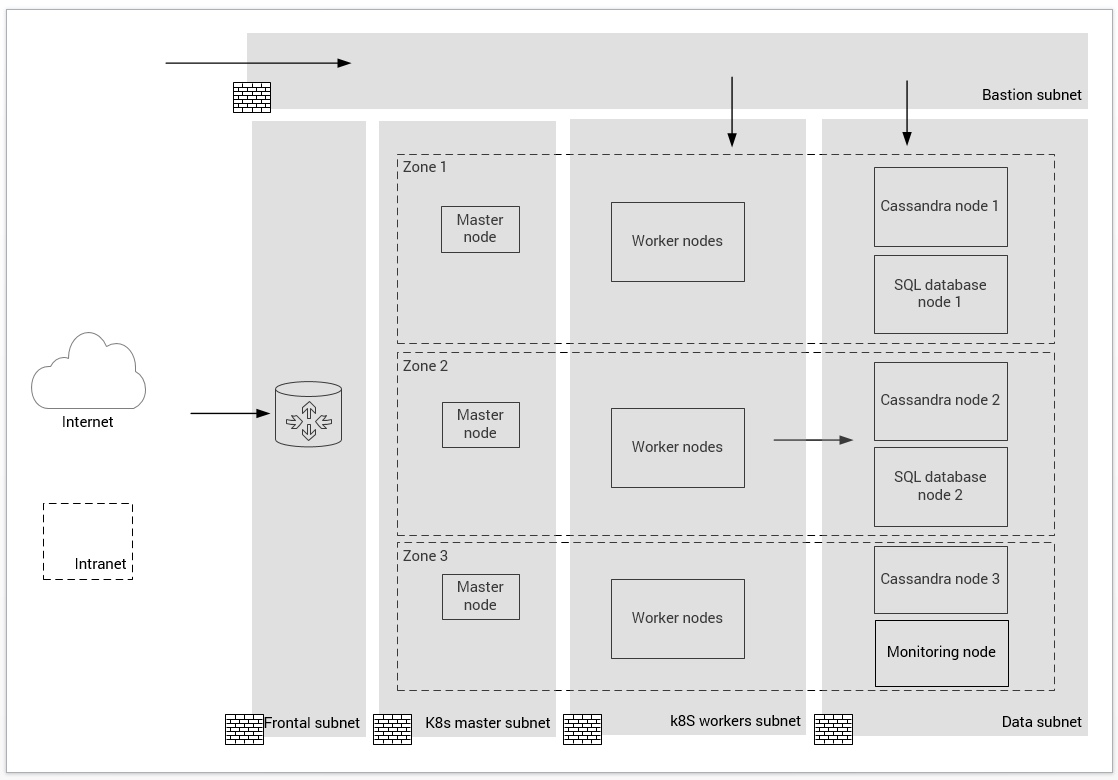 Bastion subnet
Zone 1
Master
node
Worker nodes
Cassandra node 1
SQL database
node 1
Zone 2
Master
node
Worker nodes
Cassandra node 2
SQL database
node 2
Internet
Intranet
Zone 3
Master
node
Worker nodes
Cassandra node 3
Monitoring node
Frontal subnet
K8s master subnet
k8S workers subnet
Data subnet